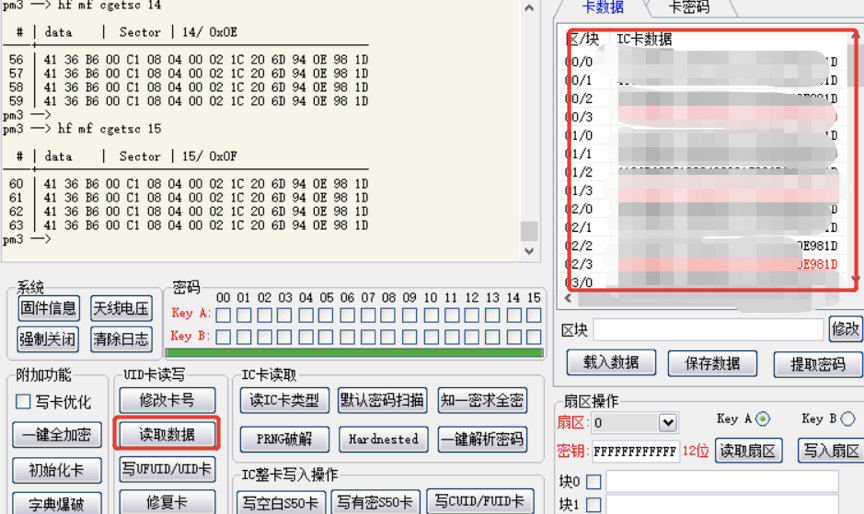 pm3 --> hf mf cgetsc 14
# | data | Sector | 14/ 0x0E
56 | 41 36 B6 00 C1 08 04 00 02 1C 20 6D 94 0E 98 1D
57 | 41 36 B6 00 C1 08 04 00 02 1C 20 6D 94 0E 98 1D
58 | 41 36 B6 00 C1 08 04 00 02 1C 20 6D 94 0E 98 1D
59 | 41 36 B6 00 C1 08 04 00 02 1C 20 6D 94 0E 98 1D
pm3 -->
pm3 --> hf mf cgetsc 15
# | data | Sector | 15/ 0x0F
60 | 41 36 B6 00 C1 08 04 00 02 1C 20 6D 94 0E 98 1D
61 | 41 36 B6 00 C1 08 04 00 02 1C 20 6D 94 0E 98 1D
62 | 41 36 B6 00 C1 08 04 00 02 1C 20 6D 94 0E 98 1D
63 | 41 36 B6 00 C1 08 04 00 02 1C 20 6D 94 0E 98 1D
pm3 -->
卡数据 卡密码
区/块 IC卡数据
00/0
00/1
00/2
00/3
01/0
01/1
01/2
01/3
02/0
02/1
02/2 0E981D
02/3 0E981D
03/0
系统
固件信息 天线电压
强制关闭 清除日志
密码
00 01 02 03 04 05 06 07 08 09 10 11 12 13 14 15
Key A:
Key B:
区块 修改
载入数据 保存数据 提取密码
附加功能
写卡优化
一键全加密
初始化卡
字典爆破
UID卡读写
修改卡号
读取数据
写UFUID/UID卡
修复卡
IC卡读取
读IC卡类型 默认密码扫描 知一密求全密
PRNG破解 Hardnested 一键解析密码
IC整卡写入操作
写空白S50卡 写有密S50卡 写CUID/FUID卡
扇区操作
扇区: 0 Key A Key B
密钥: FFFFFFFFFFFF 12位 读取扇区 写入扇区
块0
块1